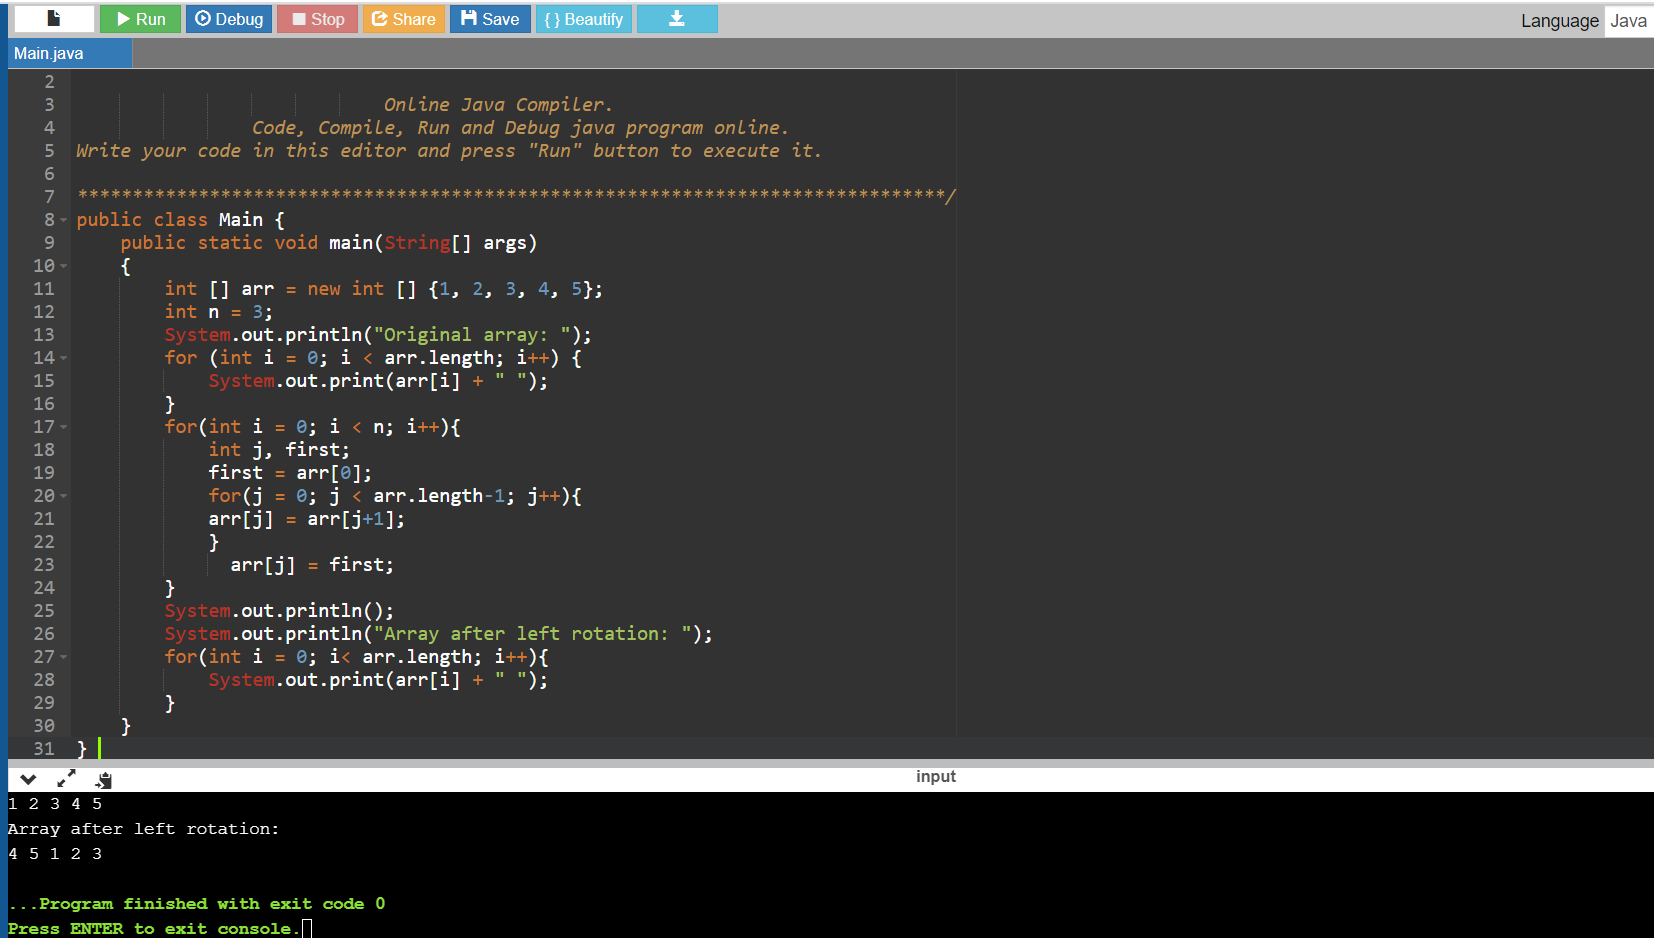 Run Debug Stop Share Save { } Beautify Language Java
Main.java
2
3 Online Java Compiler.
4 Code, Compile, Run and Debug java program online.
5 Write your code in this editor and press "Run" button to execute it.
6
7 *******************************************************************************/
8 public class Main {
9 public static void main(String[] args)
10 {
11 int [] arr = new int [] {1, 2, 3, 4, 5};
12 int n = 3;
13 System.out.println("Original array: ");
14 for (int i = 0; i < arr.length; i++) {
15 System.out.print(arr[i] + " ");
16 }
17 for(int i = 0; i < n; i++){
18 int j, first;
19 first = arr[0];
20 for(j = 0; j < arr.length-1; j++){
21 arr[j] = arr[j+1];
22 }
23 arr[j] = first;
24 }
25 System.out.println();
26 System.out.println("Array after left rotation: ");
27 for(int i = 0; i< arr.length; i++){
28 System.out.print(arr[i] + " ");
29 }
30 }
31 }
input
1 2 3 4 5
Array after left rotation:
4 5 1 2 3
...Program finished with exit code 0
Press ENTER to exit console.